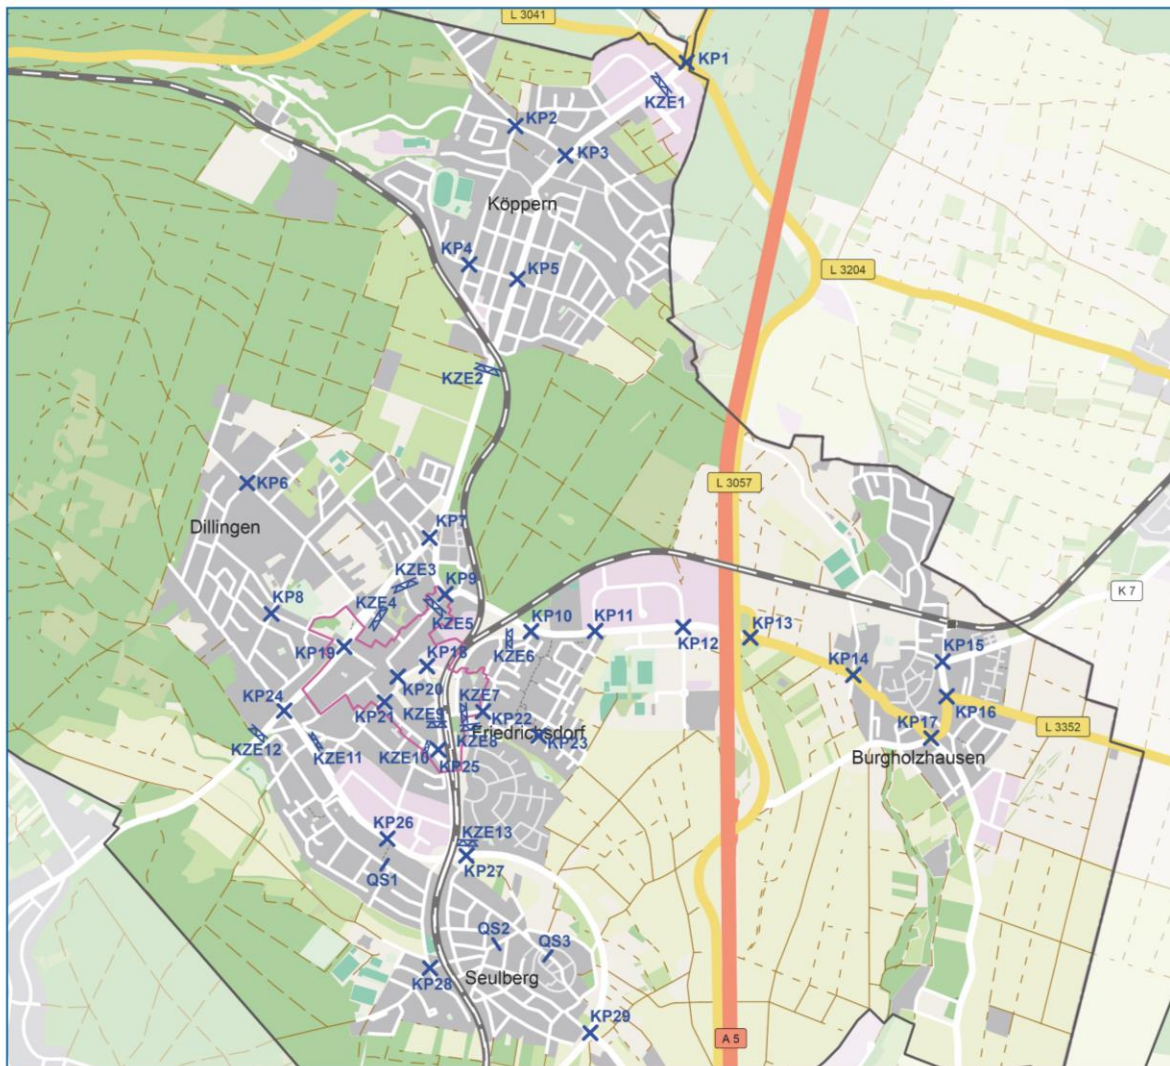 L 3041
KP1
KZE1
KP2
KP3
Köppern
KP4
KP5
L 3204
KZE2
KP6
L 3057
Dillingen
KP7
KZE3
KP9
K 7
KP8
KZE4
KZE5
KP10
KP11
KP12
KP13
KP19
KZE6
KP18
KP14
KP15
KP20
KP24
KP21
KZE7
KP22
KP16
KZE9
KZE8
Friedrichsdorf
KP23
KP17
L 3352
KZE12
KZE11
KZE10
KP25
Burgholzhausen
KP26
KZE13
KP27
QS1
QS2
QS3
KP28
Seulberg
KP29
A 5